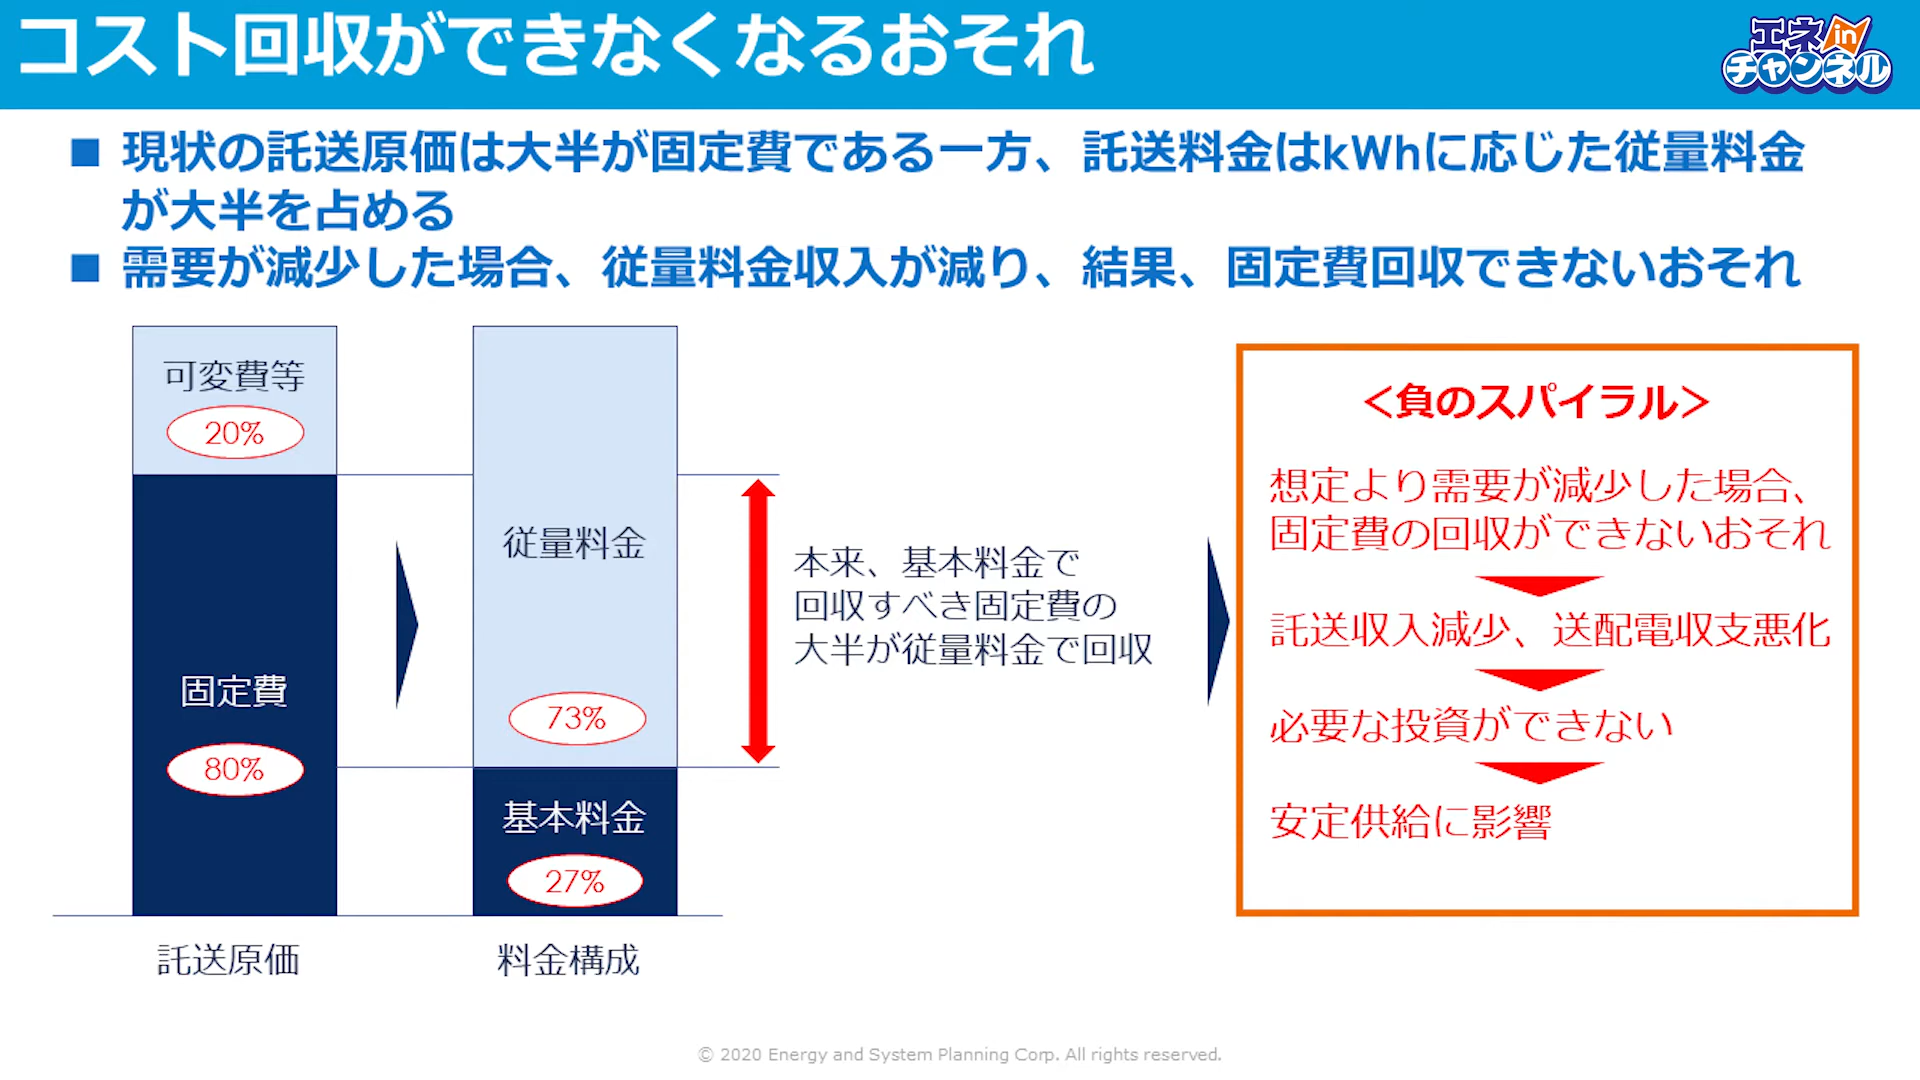 コスト回収ができなくなるおそれ
エネin
チャンネル
■ 現状の託送原価は大半が固定費である一方、託送料金はkWhに応じた従量料金
が大半を占める
■ 需要が減少した場合、従量料金収入が減り、結果、固定費回収できないおそれ
可変費等
20%
固定費
80%
託送原価
従量料金
73%
基本料金
27%
料金構成
本来、基本料金で
回収すべき固定費の
大半が従量料金で回収
＜負のスパイラル＞
想定より需要が減少した場合、
固定費の回収ができないおそれ
託送収入減少、送配電収支悪化
必要な投資ができない
安定供給に影響
© 2020 Energy and System Planning Corp. All rights reserved.